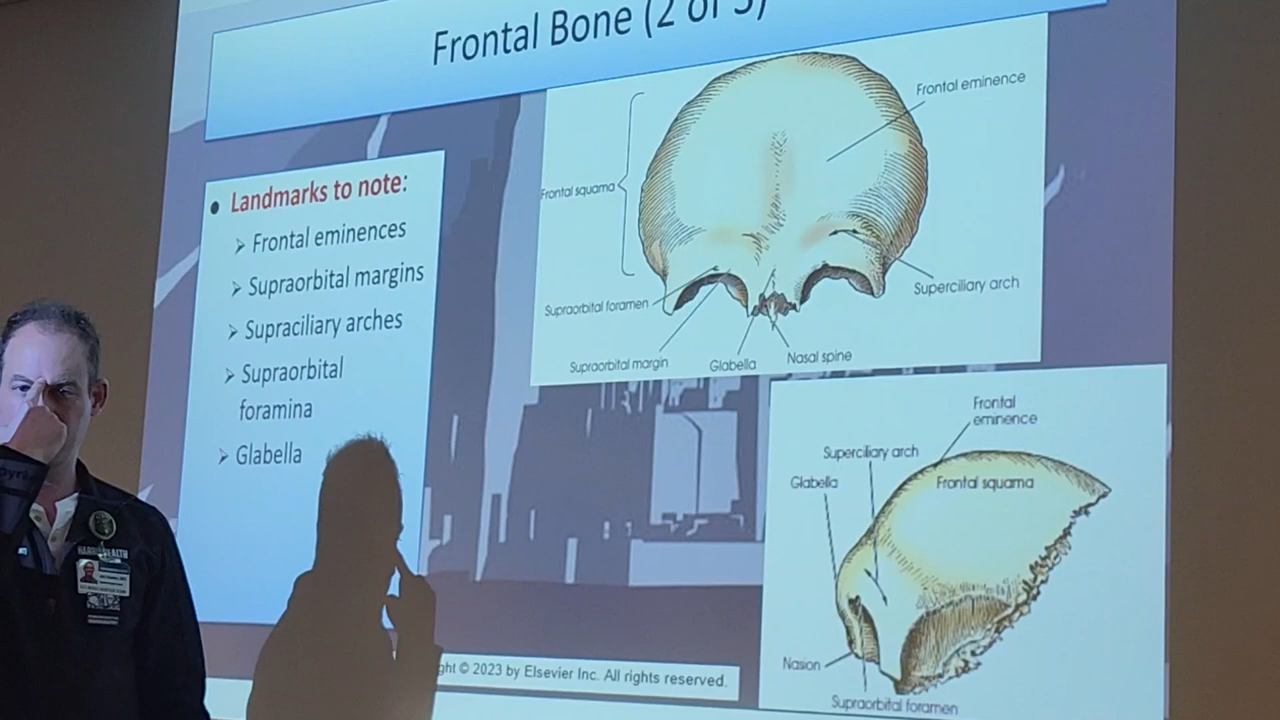 Frontal Bone (2 of 3)
• Landmarks to note:
➢ Frontal eminences
➢ Supraorbital margins
➢ Supraciliary arches
➢ Supraorbital
foramina
➢ Glabella
Frontal eminence
Frontal squama
Superciliary arch
Supraorbital foramen
Supraorbital margin
Glabella
Nasal spine
Frontal
eminence
Superciliary arch
Glabella
Frontal squama
Nasion
Supraorbital foramen
© 2023 by Elsevier Inc. All rights reserved.